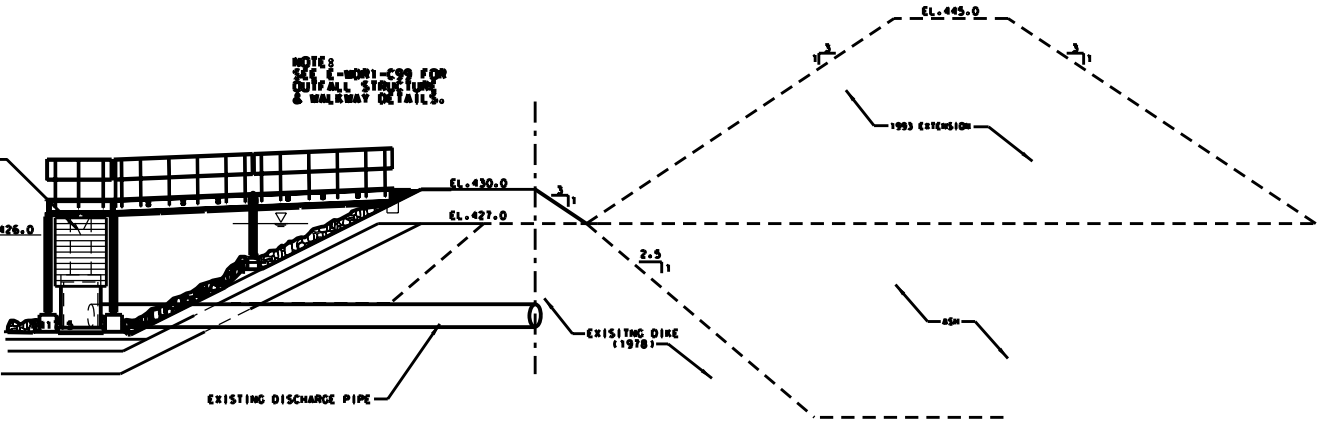 EL.445.0
3
1
3
1
NOTE:
SEE E-WDR1-C99 FOR
OUTFALL STRUCTURE
& WALKWAY DETAILS.
1993 EXTENSION
EL.430.0
3
1
EL.427.0
426.0
2.5
1
ASH
EXISITNG DIKE
(1978)
EXISTING DISCHARGE PIPE